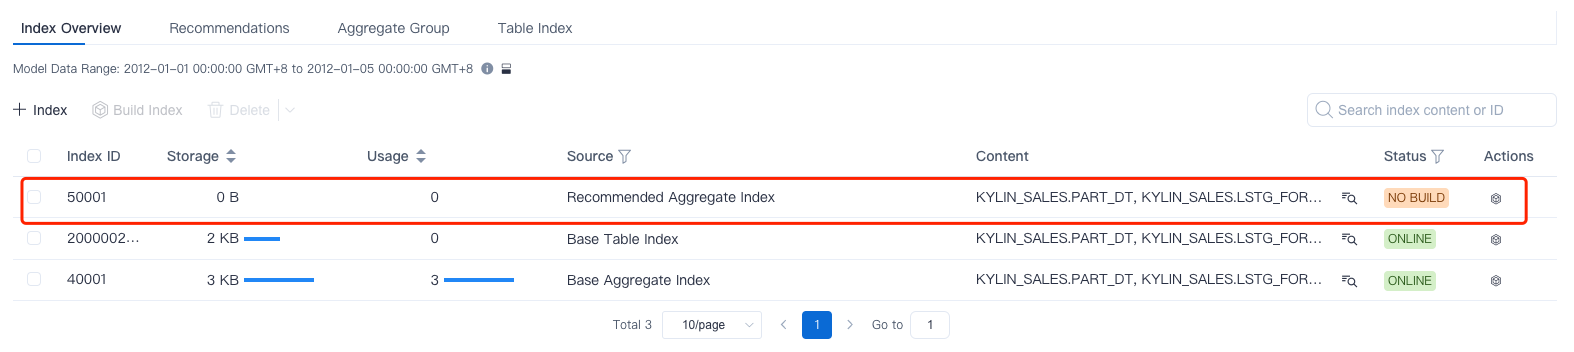 Index Overview Recommendations Aggregate Group Table Index
Model Data Range: 2012-01-01 00:00:00 GMT+8 to 2012-01-05 00:00:00 GMT+8
Index Build Index Delete Search index content or ID
Index ID Storage Usage Source Content Status Actions
50001 0 B 0 Recommended Aggregate Index KYLIN_SALES.PART_DT, KYLIN_SALES.LSTG_FOR... NO BUILD
2000002... 2 KB 0 Base Table Index KYLIN_SALES.PART_DT, KYLIN_SALES.LSTG_FOR... ONLINE
40001 3 KB 3 Base Aggregate Index KYLIN_SALES.PART_DT, KYLIN_SALES.LSTG_FOR... ONLINE
Total 3 10/page 1 Go to 1